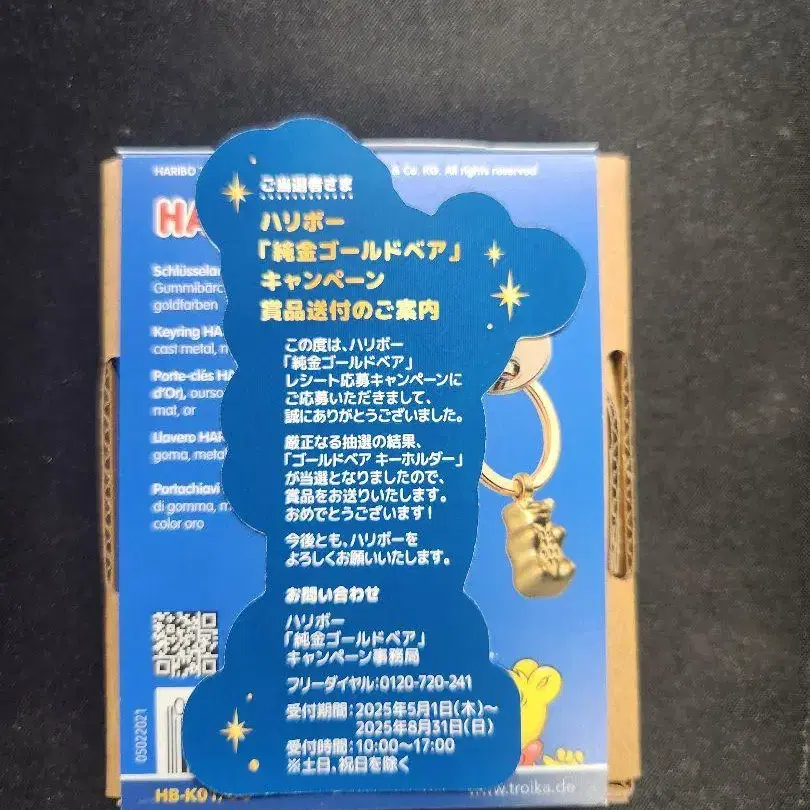 HARIBO
& Co. KG. All rights reserved
HA
Gummibärc
goldfarben
Keyring HA
cast metal, m
Porte-clés HA
d'Or), ourso
mat, or
Llavero HAR
goma, metal
Portachiavi
di gomma, m
color oro
05022021
HB-K01
www.troika.de
ご当選者さま
ハリボー
「純金ゴールドベア」
キャンペーン
賞品送付のご案内
この度は、ハリボー
「純金ゴールドベア」
レシート応募キャンペーンに
ご応募いただきまして、
誠にありがとうございました。
厳正なる抽選の結果、
「ゴールドベア キーホルダー」
が当選となりましたので、
賞品をお送りいたします。
おめでとうございます!
今後とも、ハリボーを
よろしくお願いいたします。
お問い合わせ
ハリボー
「純金ゴールドベア」
キャンペーン事務局
フリーダイヤル:0120-720-241
受付期間:2025年5月1日(木)~
2025年8月31日(日)
受付時間:10:00~17:00
※土日、祝日を除く